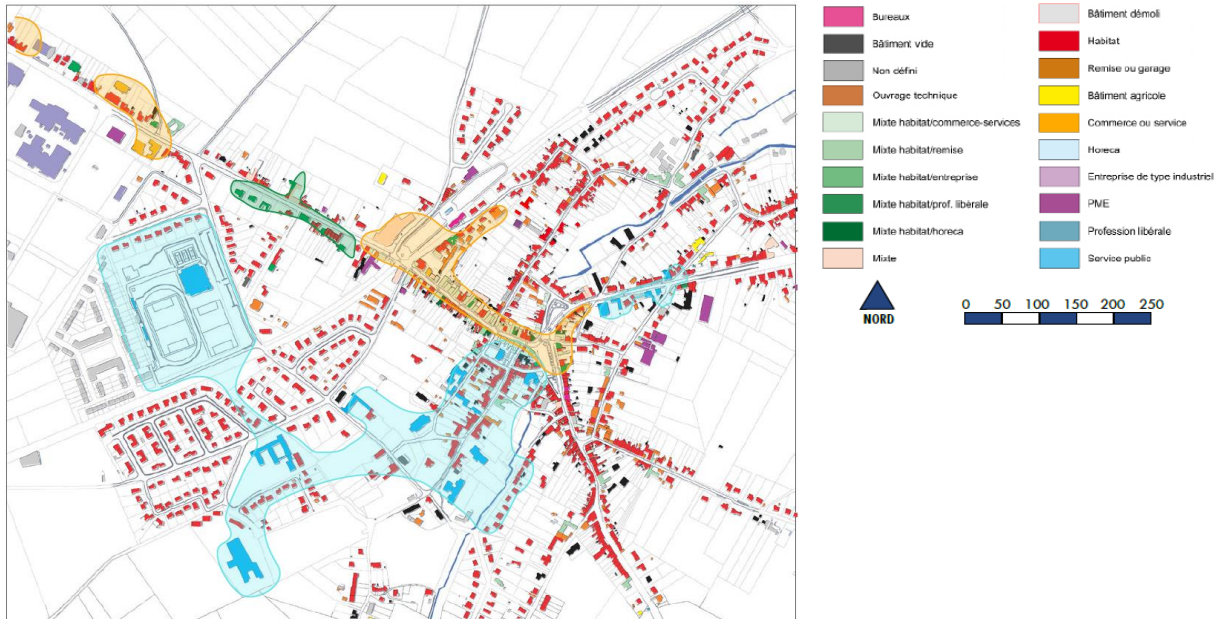 Bureaux
Bâtiment vide
Non défini
Ouvrage technique
Mixte habitat/commerce-services
Mixte habitat/remise
Mixte habitat/entreprise
Mixte habitat/prof. libérale
Mixte habitat/horeca
Mixte
Bâtiment démoli
Habitat
Remise ou garage
Bâtiment agricole
Commerce ou service
Horeca
Entreprise de type industriel
PME
Profession libérale
Service public
NORD
0 50 100 150 200 250